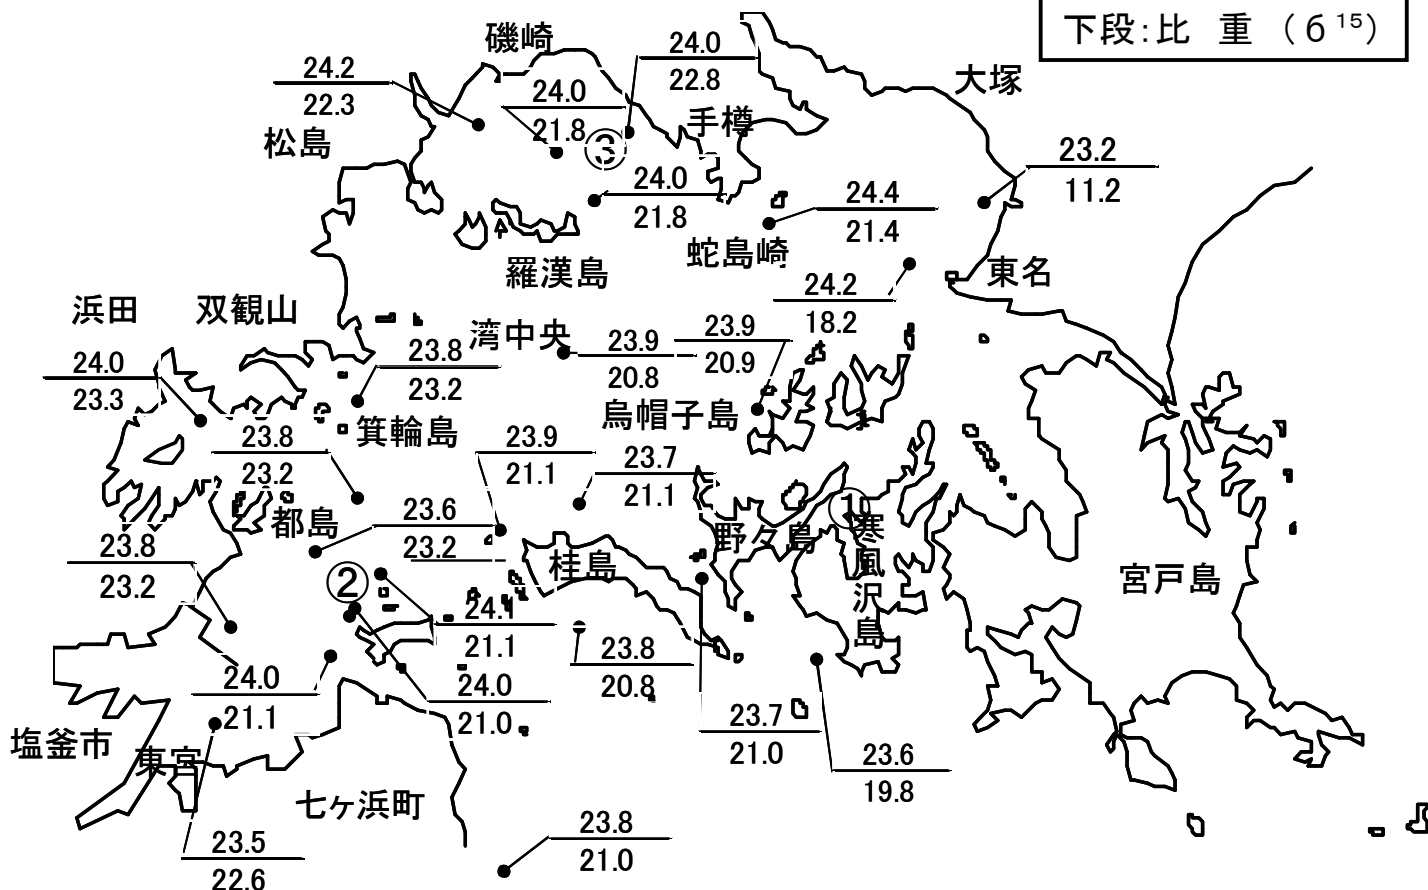 下段:比 重 （σ¹⁵）
磯崎
24.0
22.8
24.2
22.3
大塚
24.0
21.8
③
手樽
松島
23.2
11.2
24.0
21.8
24.4
21.4
蛇島崎
羅漢島
東名
24.2
18.2
浜田
双観山
湾中央
23.9
20.8
23.9
20.9
24.0
23.3
23.8
23.2
烏帽子島
箕輪島
23.8
23.2
23.9
21.1
23.7
21.1
①
都島
23.6
23.2
野々島
寒風沢島
桂島
宮戸島
23.8
23.2
②
24.1
21.1
23.8
20.8
24.0
21.1
24.0
21.0
23.7
21.0
塩釜市
東宮
23.6
19.8
七ヶ浜町
23.5
22.6
23.8
21.0